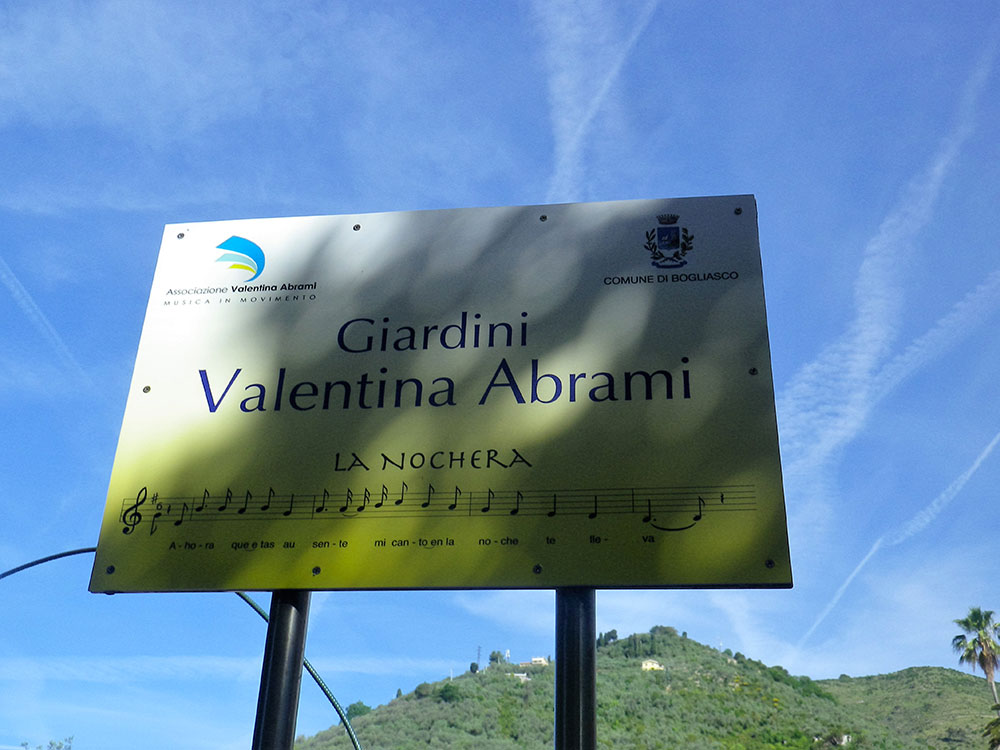 Associazione Valentina Abrami
MUSICA IN MOVIMENTO
COMUNE DI BOGLIASCO
Giardini
Valentina Abrami
LA NOCHERA
A - ho - ra que e tas au sen - te mi can - to en la no - che te lle - va